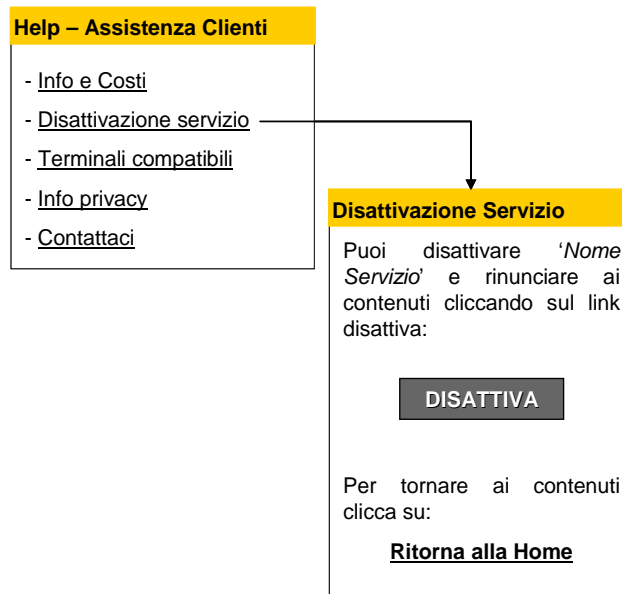 Help – Assistenza Clienti
- Info e Costi
- Disattivazione servizio
- Terminali compatibili
- Info privacy
- Contattaci
Disattivazione Servizio
Puoi disattivare ‘Nome
Servizio’ e rinunciare ai
contenuti cliccando sul link
disattiva:
DISATTIVA
Per tornare ai contenuti
clicca su:
Ritorna alla Home